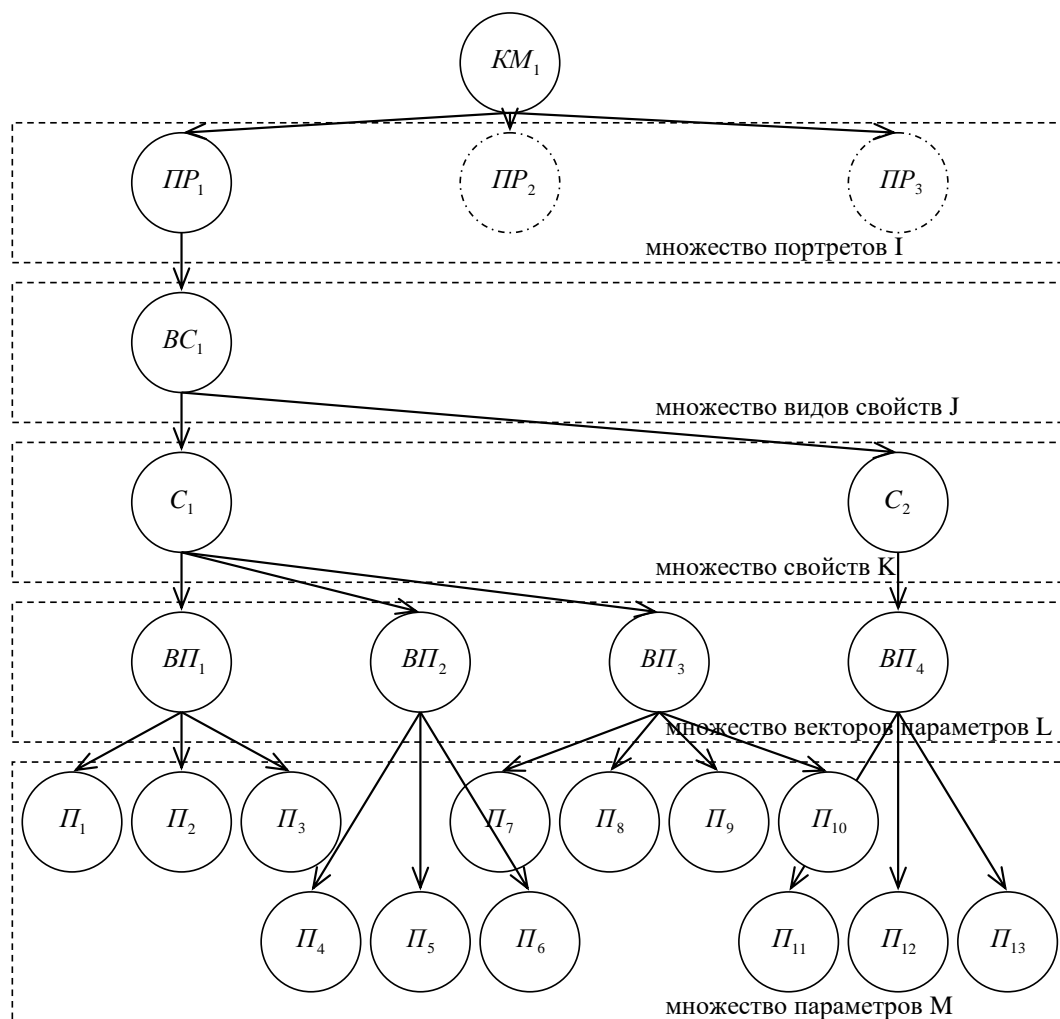 КМ₁
ПР₁ ПР₂ ПР₃
множество портретов I
ВС₁
множество видов свойств J
С₁ С₂
множество свойств K
ВП₁ ВП₂ ВП₃ ВП₄
множество векторов параметров L
П₁ П₂ П₃ П₇ П₈ П₉ П₁₀
П₄ П₅ П₆ П₁₁ П₁₂ П₁₃
множество параметров M